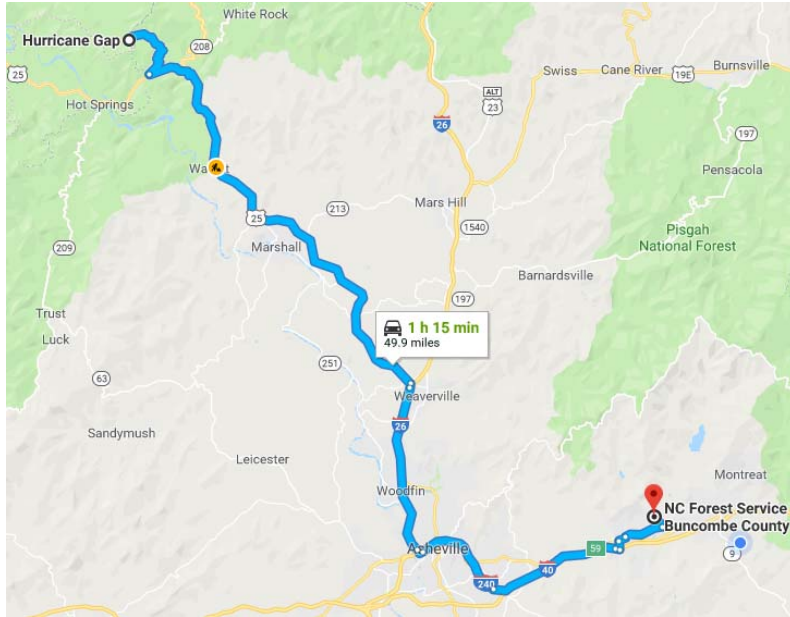 White Rock
Hurricane Gap
208
25
Hot Springs
Swiss
Cane River
19E
Burnsville
ALT
23
26
197
Pensacola
213
Mars Hill
25
1540
Marshall
Pisgah
National Forest
209
Barnardsville
197
Trust
Luck
1 h 15 min
49.9 miles
251
63
Weaverville
26
Sandymush
Leicester
Woodfin
Montreat
NC Forest Service
Buncombe County
59
9
Asheville
40
240